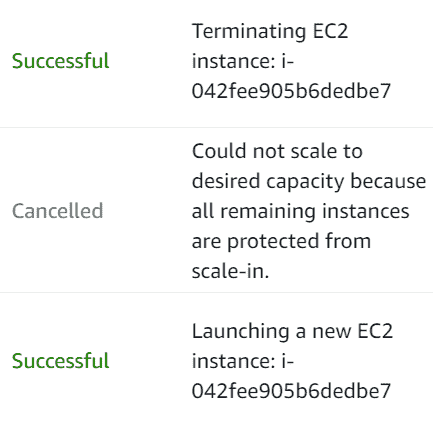 Terminating EC2
Successful instance: i-
042fee905b6dedbe7
Could not scale to
desired capacity because
Cancelled all remaining instances
are protected from
scale-in.
Launching a new EC2
Successful instance: i-
042fee905b6dedbe7